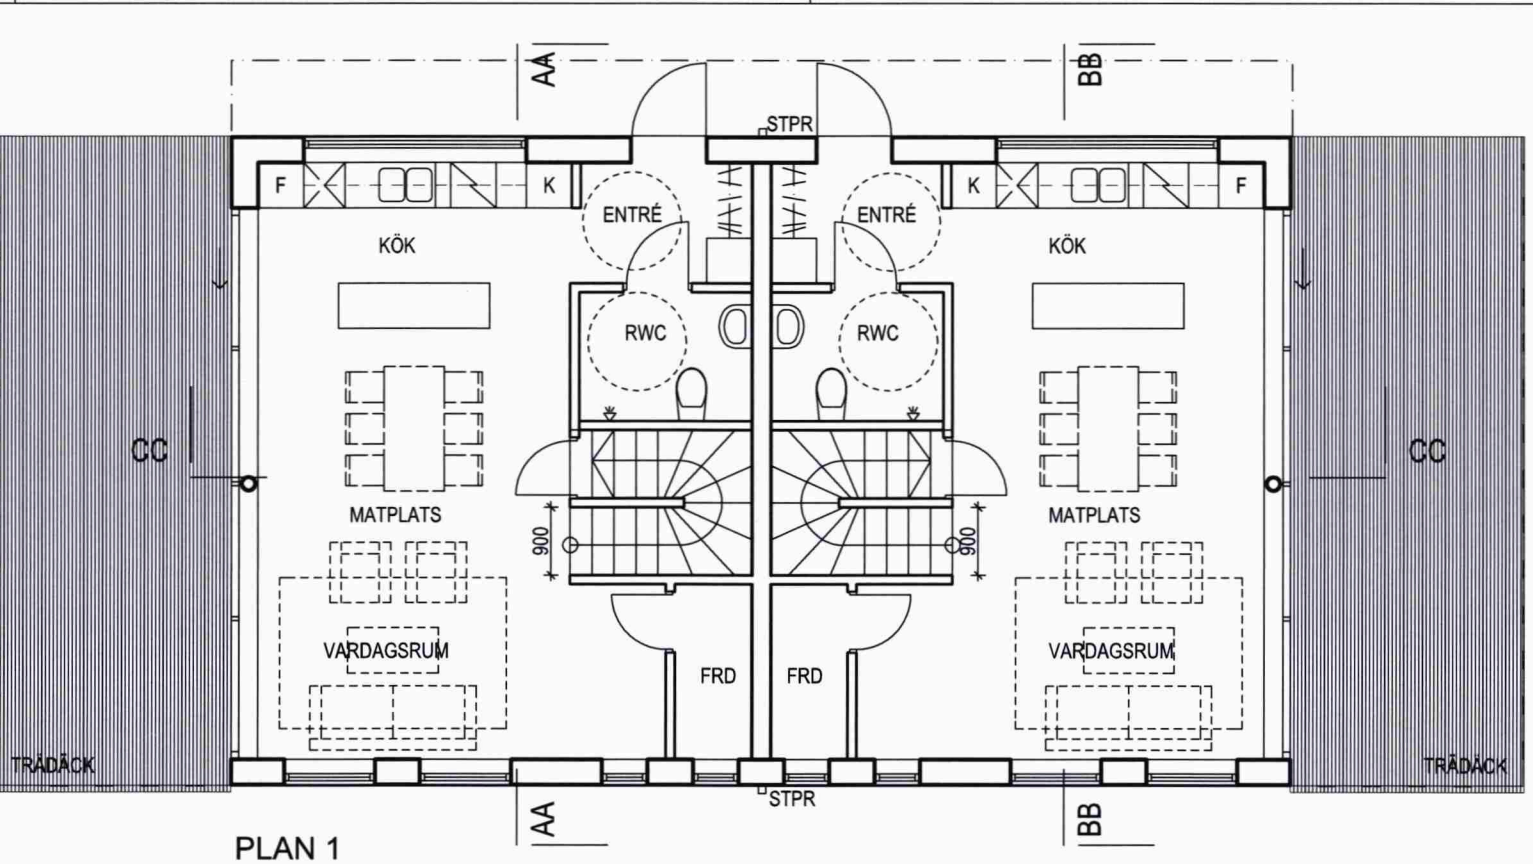 AA
BB
STPR
F
K
K
F
ENTRÉ
ENTRÉ
KÖK
KÖK
RWC
RWC
CC
CC
MATPLATS
MATPLATS
900
900
VARDAGSRUM
VARDAGSRUM
FRD
FRD
TRÄDÄCK
TRÄDÄCK
STPR
AA
BB
PLAN 1